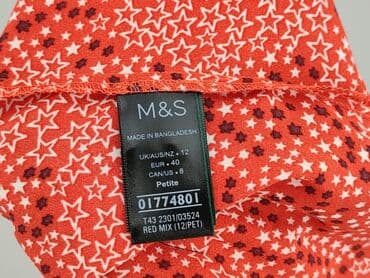 M&S
MADE IN BANGLADESH
UK/AUS/NZ • 12
EUR • 40
CAN/US • 8
Petite
01774801
T43 2301/03524
RED MIX (12/PET)